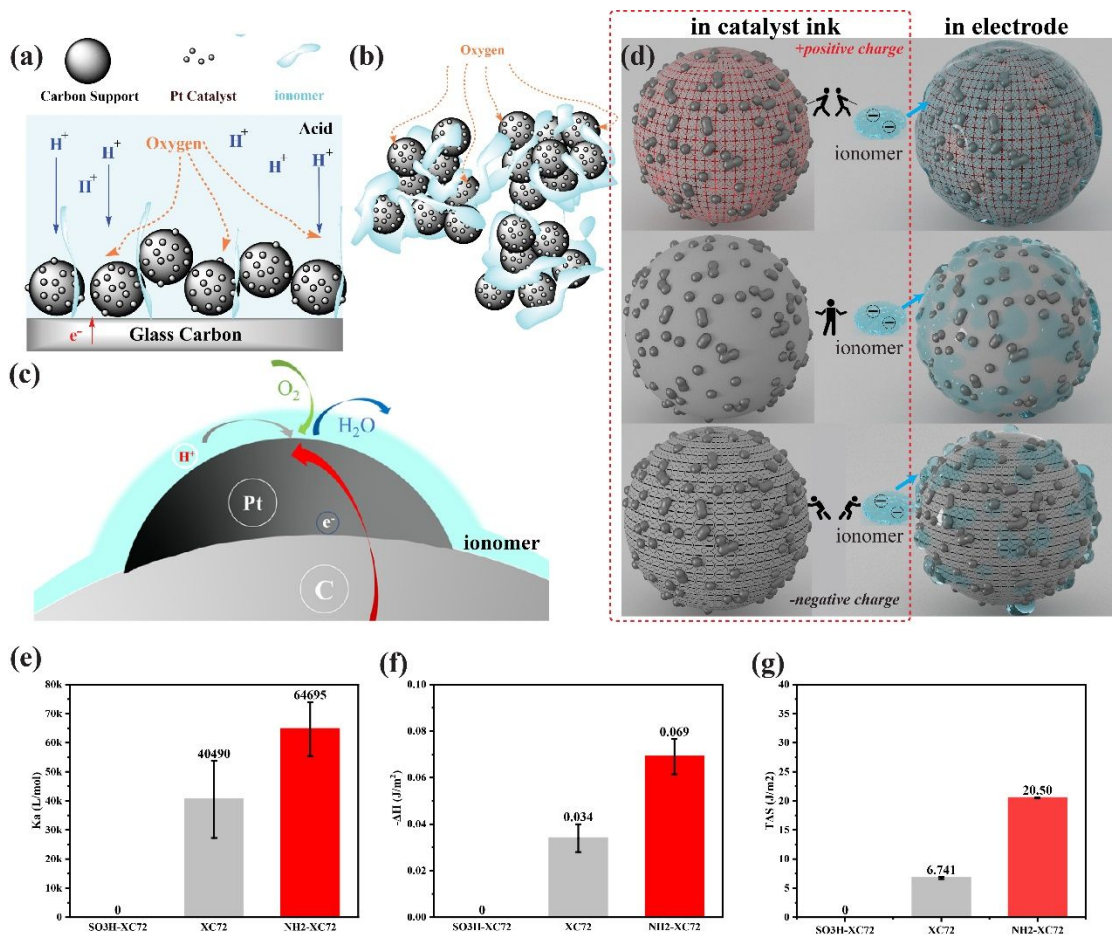 (a)
Carbon Support
Pt Catalyst
ionomer
Acid
H+
H+
H+
H+
H+
H+
Oxygen
e-
Glass Carbon
(b)
Oxygen
(c)
O2
H2O
H+
Pt
e-
ionomer
C
(d)
in catalyst ink
in electrode
+positive charge
ionomer
ionomer
ionomer
-negative charge
(e)
Ka (L/mol)
80k
70k
60k
50k
40k
30k
20k
10k
0
0
40490
64695
SO3H-XC72
XC72
NH2-XC72
(f)
-ΔH (J/m2)
0.10
0.08
0.06
0.04
0.02
0.00
0
0.034
0.069
SO3H-XC72
XC72
NH2-XC72
(g)
TΔS (J/m2)
40
35
30
25
20
15
10
5
0
0
6.741
20.50
SO3H-XC72
XC72
NH2-XC72